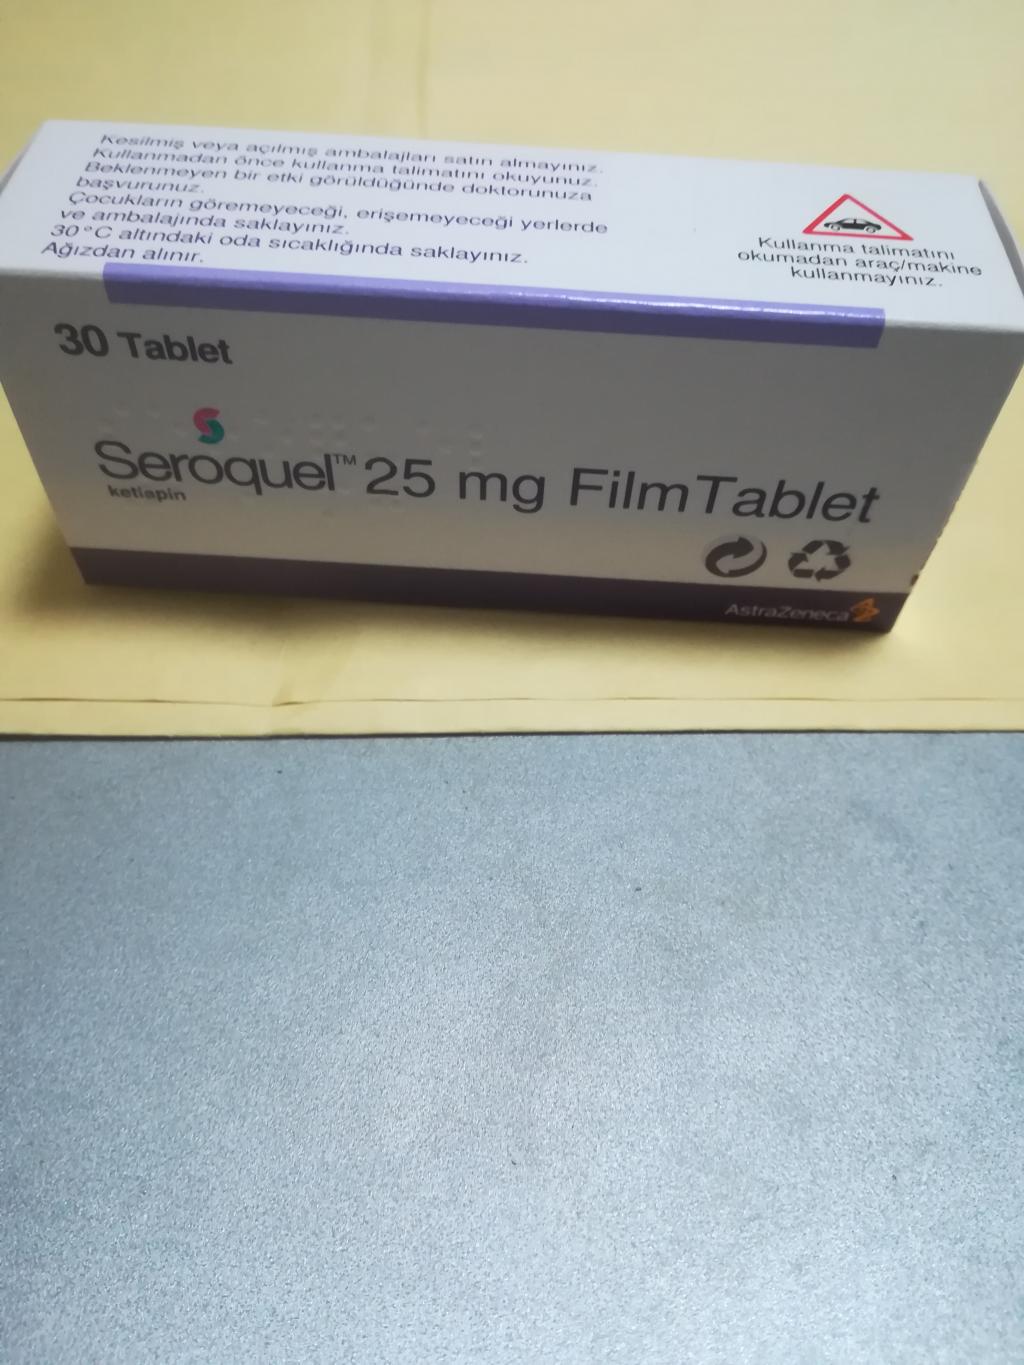 Kesilmiş veya açılmış ambalajları satın almayınız.
Kullanmadan önce kullanma talimatını okuyunuz.
Beklenmeyen bir etki görüldüğünde doktorunuza
başvurunuz.
Çocukların göremeyeceği, erişemeyeceği yerlerde
ve ambalajında saklayınız.
30°C altındaki oda sıcaklığında saklayınız.
Ağızdan alınır.
Kullanma talimatını
okumadan araç/makine
kullanmayınız.
30 Tablet
Seroquel™ 25 mg Film Tablet
ketiapin
AstraZeneca